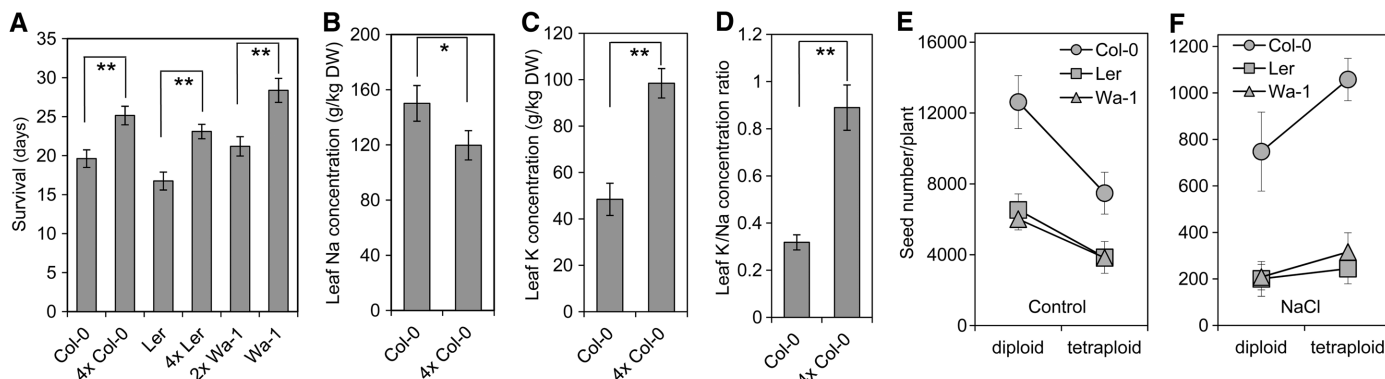 A
Survival (days)
35
30
25
20
15
10
5
0
**
**
**
Col-0
4x Col-0
Ler
4x Ler
2x Wa-1
Wa-1
B
Leaf Na concentration (g/kg DW)
200
160
120
80
40
0
*
Col-0
4x Col-0
C
Leaf K concentration (g/kg DW)
120
100
80
60
40
20
0
**
Col-0
4x Col-0
D
Leaf K/Na concentration ratio
1.2
1
0.8
0.6
0.4
0.2
0
**
Col-0
4x Col-0
E
Seed number/plant
16000
12000
8000
4000
0
Col-0
Ler
Wa-1
Control
diploid
tetraploid
F
1200
1000
800
600
400
200
0
Col-0
Ler
Wa-1
NaCl
diploid
tetraploid